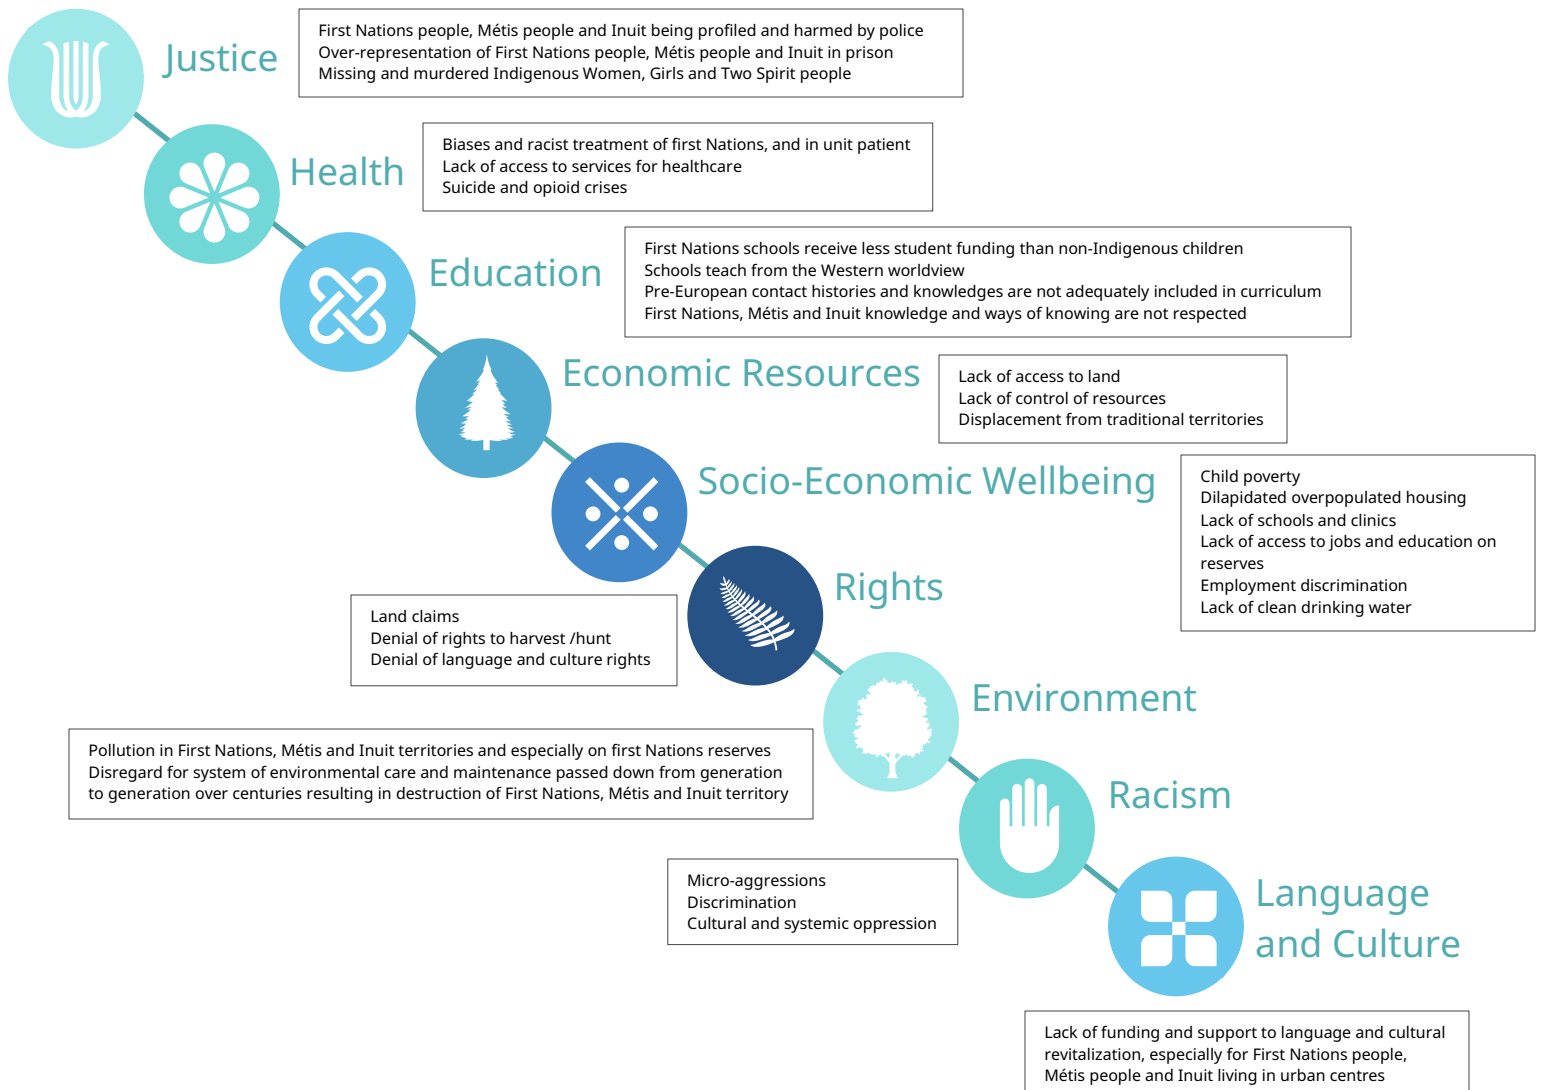 Justice
First Nations people, Métis people and Inuit being profiled and harmed by police
Over-representation of First Nations people, Métis people and Inuit in prison
Missing and murdered Indigenous Women, Girls and Two Spirit people
Health
Biases and racist treatment of first Nations, and in unit patient
Lack of access to services for healthcare
Suicide and opioid crises
Education
First Nations schools receive less student funding than non-Indigenous children
Schools teach from the Western worldview
Pre-European contact histories and knowledges are not adequately included in curriculum
First Nations, Métis and Inuit knowledge and ways of knowing are not respected
Economic Resources
Lack of access to land
Lack of control of resources
Displacement from traditional territories
Socio-Economic Wellbeing
Child poverty
Dilapidated overpopulated housing
Lack of schools and clinics
Lack of access to jobs and education on
reserves
Employment discrimination
Lack of clean drinking water
Rights
Land claims
Denial of rights to harvest /hunt
Denial of language and culture rights
Environment
Pollution in First Nations, Métis and Inuit territories and especially on first Nations reserves
Disregard for system of environmental care and maintenance passed down from generation
to generation over centuries resulting in destruction of First Nations, Métis and Inuit territory
Racism
Micro-aggressions
Discrimination
Cultural and systemic oppression
Language
and Culture
Lack of funding and support to language and cultural
revitalization, especially for First Nations people,
Métis people and Inuit living in urban centres